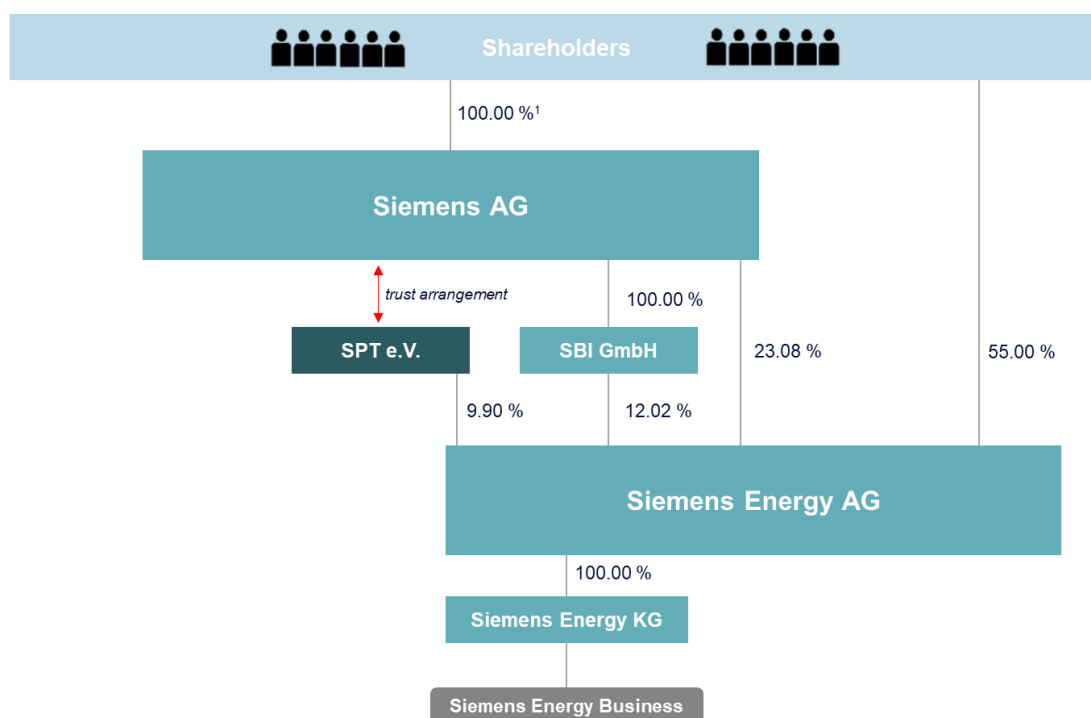 Shareholders
100.00 %¹
Siemens AG
trust arrangement
100.00 %
SPT e.V.
SBI GmbH
23.08 %
55.00 %
9.90 %
12.02 %
Siemens Energy AG
100.00 %
Siemens Energy KG
Siemens Energy Business